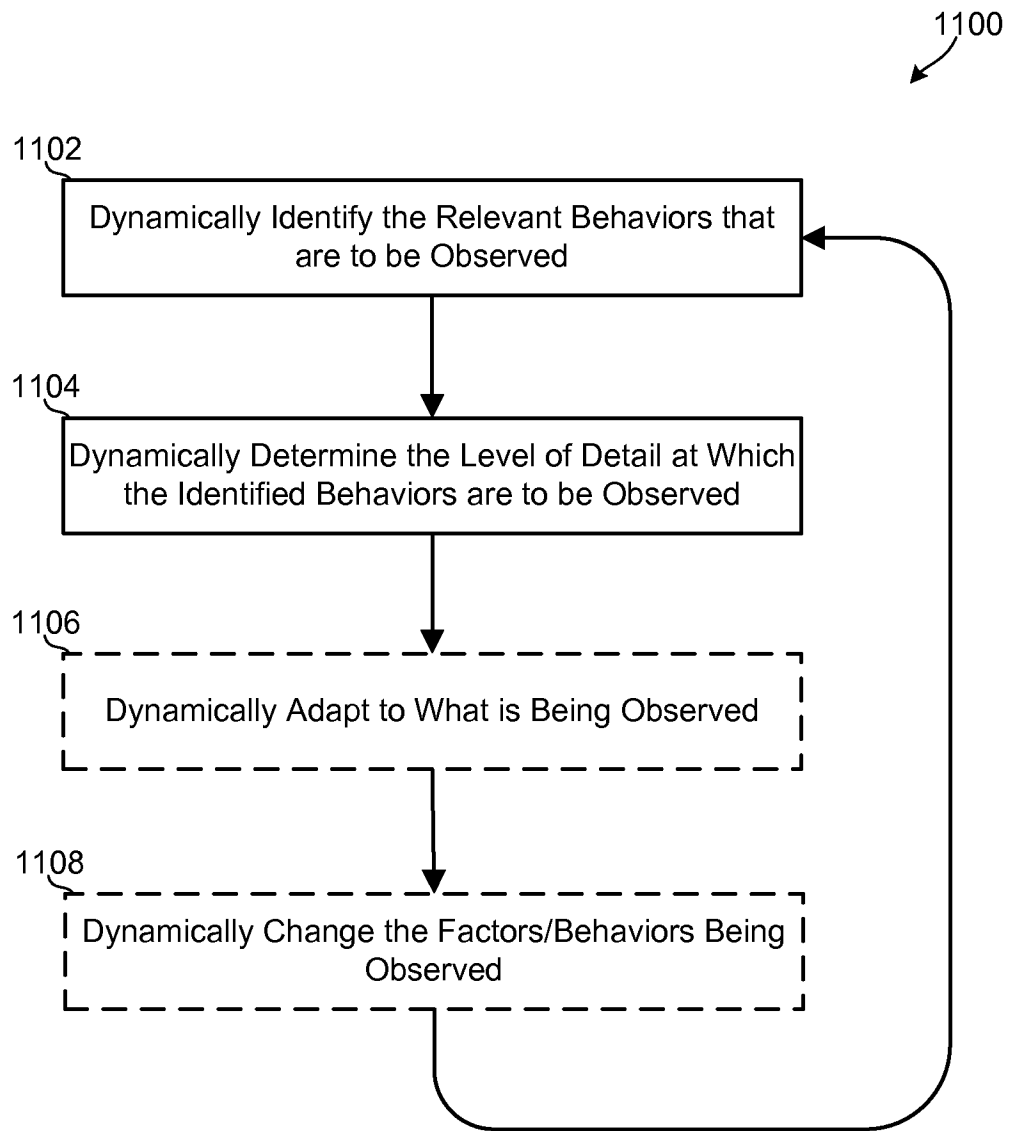 1100
1102
Dynamically Identify the Relevant Behaviors that
are to be Observed
1104
Dynamically Determine the Level of Detail at Which
the Identified Behaviors are to be Observed
1106
Dynamically Adapt to What is Being Observed
1108
Dynamically Change the Factors/Behaviors Being
Observed